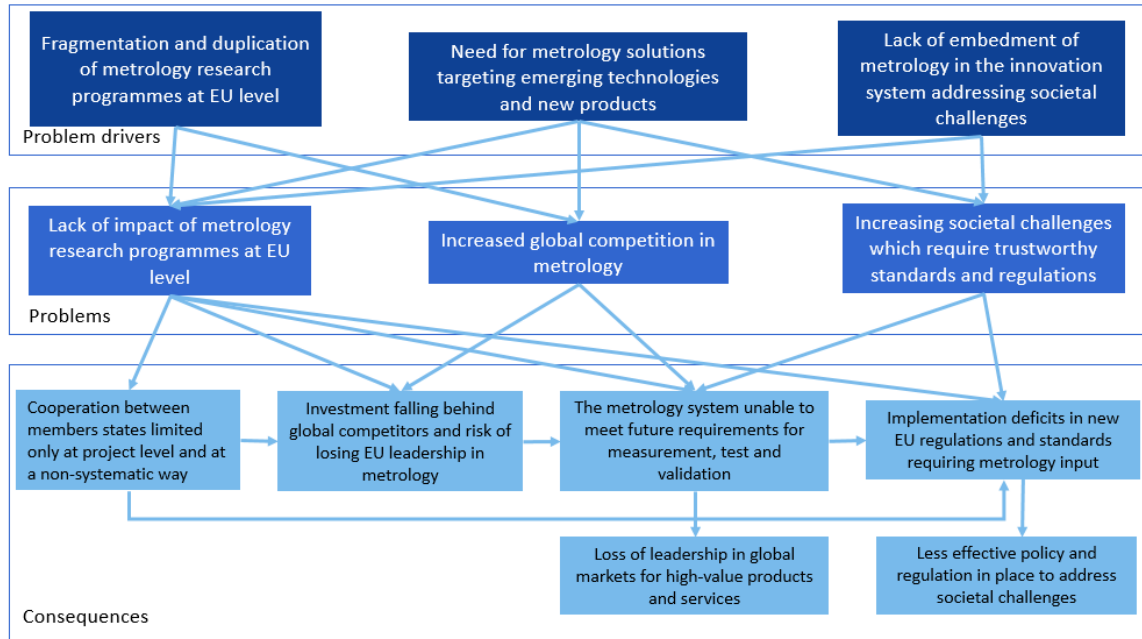 Fragmentation and duplication
of metrology research
programmes at EU level
Need for metrology solutions
targeting emerging technologies
and new products
Lack of embedment of
metrology in the innovation
system addressing societal
challenges
Problem drivers
Lack of impact of metrology
research programmes at EU
level
Increased global competition in
metrology
Increasing societal challenges
which require trustworthy
standards and regulations
Problems
Cooperation between
members states limited
only at project level and at
a non-systematic way
Investment falling behind
global competitors and risk of
losing EU leadership in
metrology
The metrology system unable to
meet future requirements for
measurement, test and
validation
Implementation deficits in new
EU regulations and standards
requiring metrology input
Loss of leadership in global
markets for high-value products
and services
Less effective policy and
regulation in place to address
societal challenges
Consequences